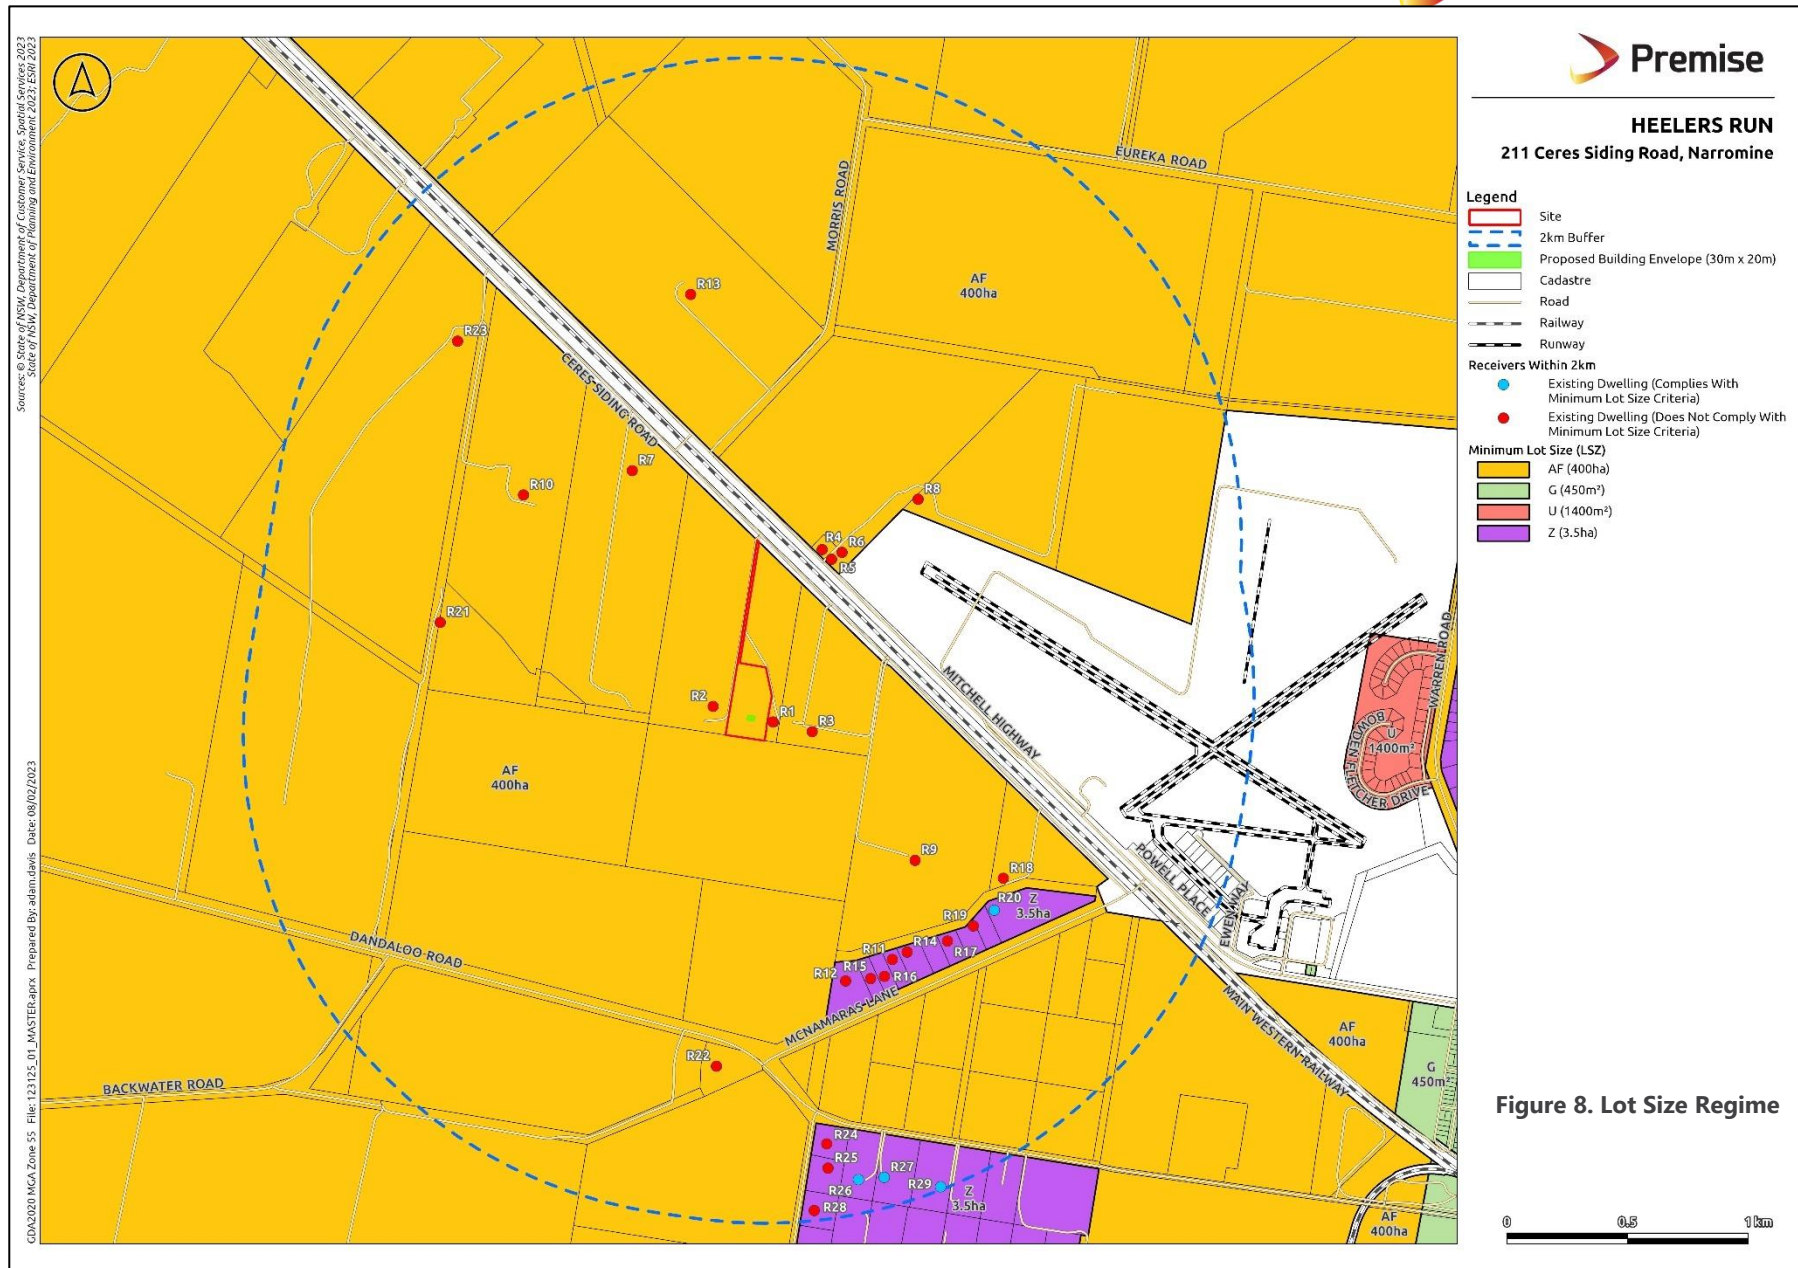 Premise
HEELERS RUN
211 Ceres Siding Road, Narromine
Legend
Site
2km Buffer
Proposed Building Envelope (30m x 20m)
Cadastre
Road
Railway
Runway
Receivers Within 2km
Existing Dwelling (Complies With
Minimum Lot Size Criteria)
Existing Dwelling (Does Not Comply With
Minimum Lot Size Criteria)
Minimum Lot Size (LSZ)
AF (400ha)
G (450m²)
U (1400m²)
Z (3.5ha)
Figure 8. Lot Size Regime
0 0.5 1 km
Sources: © State of NSW, Department of Customer Service, Spatial Services 2023
State of NSW, Department of Planning and Environment 2023; ESRI 2023
GDA2020 MGA Zone 55 File: 123125_01_MASTER.aprx Prepared By: adam.davis Date: 08/02/2023
EUREKA ROAD
MORRIS ROAD
AF
400ha
R13
R23
CERES SIDING ROAD
R7
R10
R8
R4
R6
R5
R21
R2
R1
R3
MITCHELL HIGHWAY
WARREN ROAD
BOWDEN FLETCHER DRIVE
U
1400m²
AF
400ha
R9
R18
POWELL PLACE
EWEN WAY
R20
Z
3.5ha
R19
R14
R17
R11
R15
R16
R12
DANDALOO ROAD
MCNAMARAS LANE
MAIN WESTERN RAILWAY
AF
400ha
G
450m²
R22
BACKWATER ROAD
R24
R25
R27
R26
R29
Z
3.5ha
R28
AF
400ha